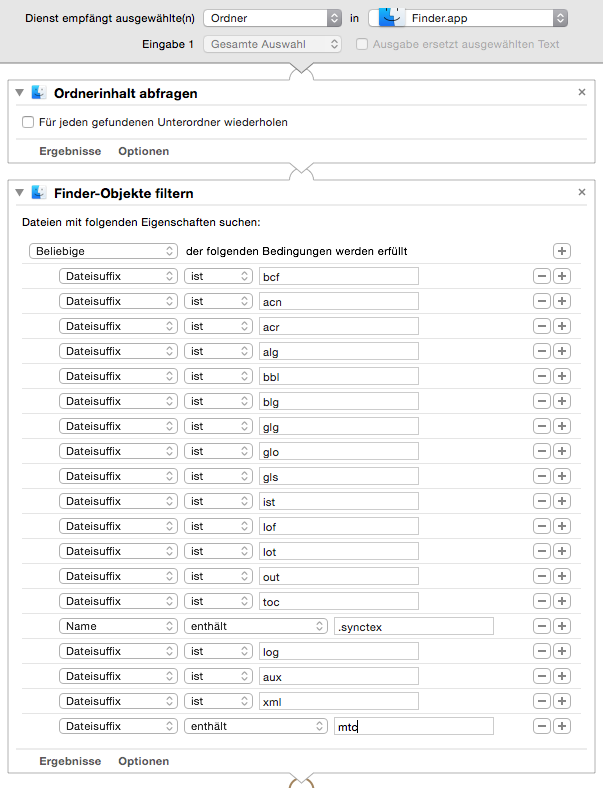 Dienst empfängt ausgewählte(n) Ordner in Finder.app
Eingabe 1 Gesamte Auswahl Ausgabe ersetzt ausgewählten Text
Ordnerinhalt abfragen
Für jeden gefundenen Unterordner wiederholen
Ergebnisse Optionen
Finder-Objekte filtern
Dateien mit folgenden Eigenschaften suchen:
Beliebige der folgenden Bedingungen werden erfüllt
Dateisuffix ist bcf
Dateisuffix ist acn
Dateisuffix ist acr
Dateisuffix ist alg
Dateisuffix ist bbl
Dateisuffix ist blg
Dateisuffix ist glg
Dateisuffix ist glo
Dateisuffix ist gls
Dateisuffix ist ist
Dateisuffix ist lof
Dateisuffix ist lot
Dateisuffix ist out
Dateisuffix ist toc
Name enthält .synctex
Dateisuffix ist log
Dateisuffix ist aux
Dateisuffix ist xml
Dateisuffix enthält mtc
Ergebnisse Optionen